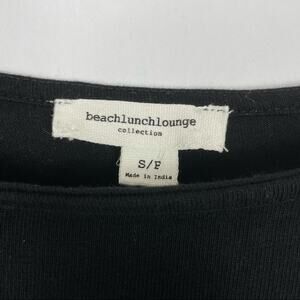 beachlunchlounge
collection
S/P
Made in India